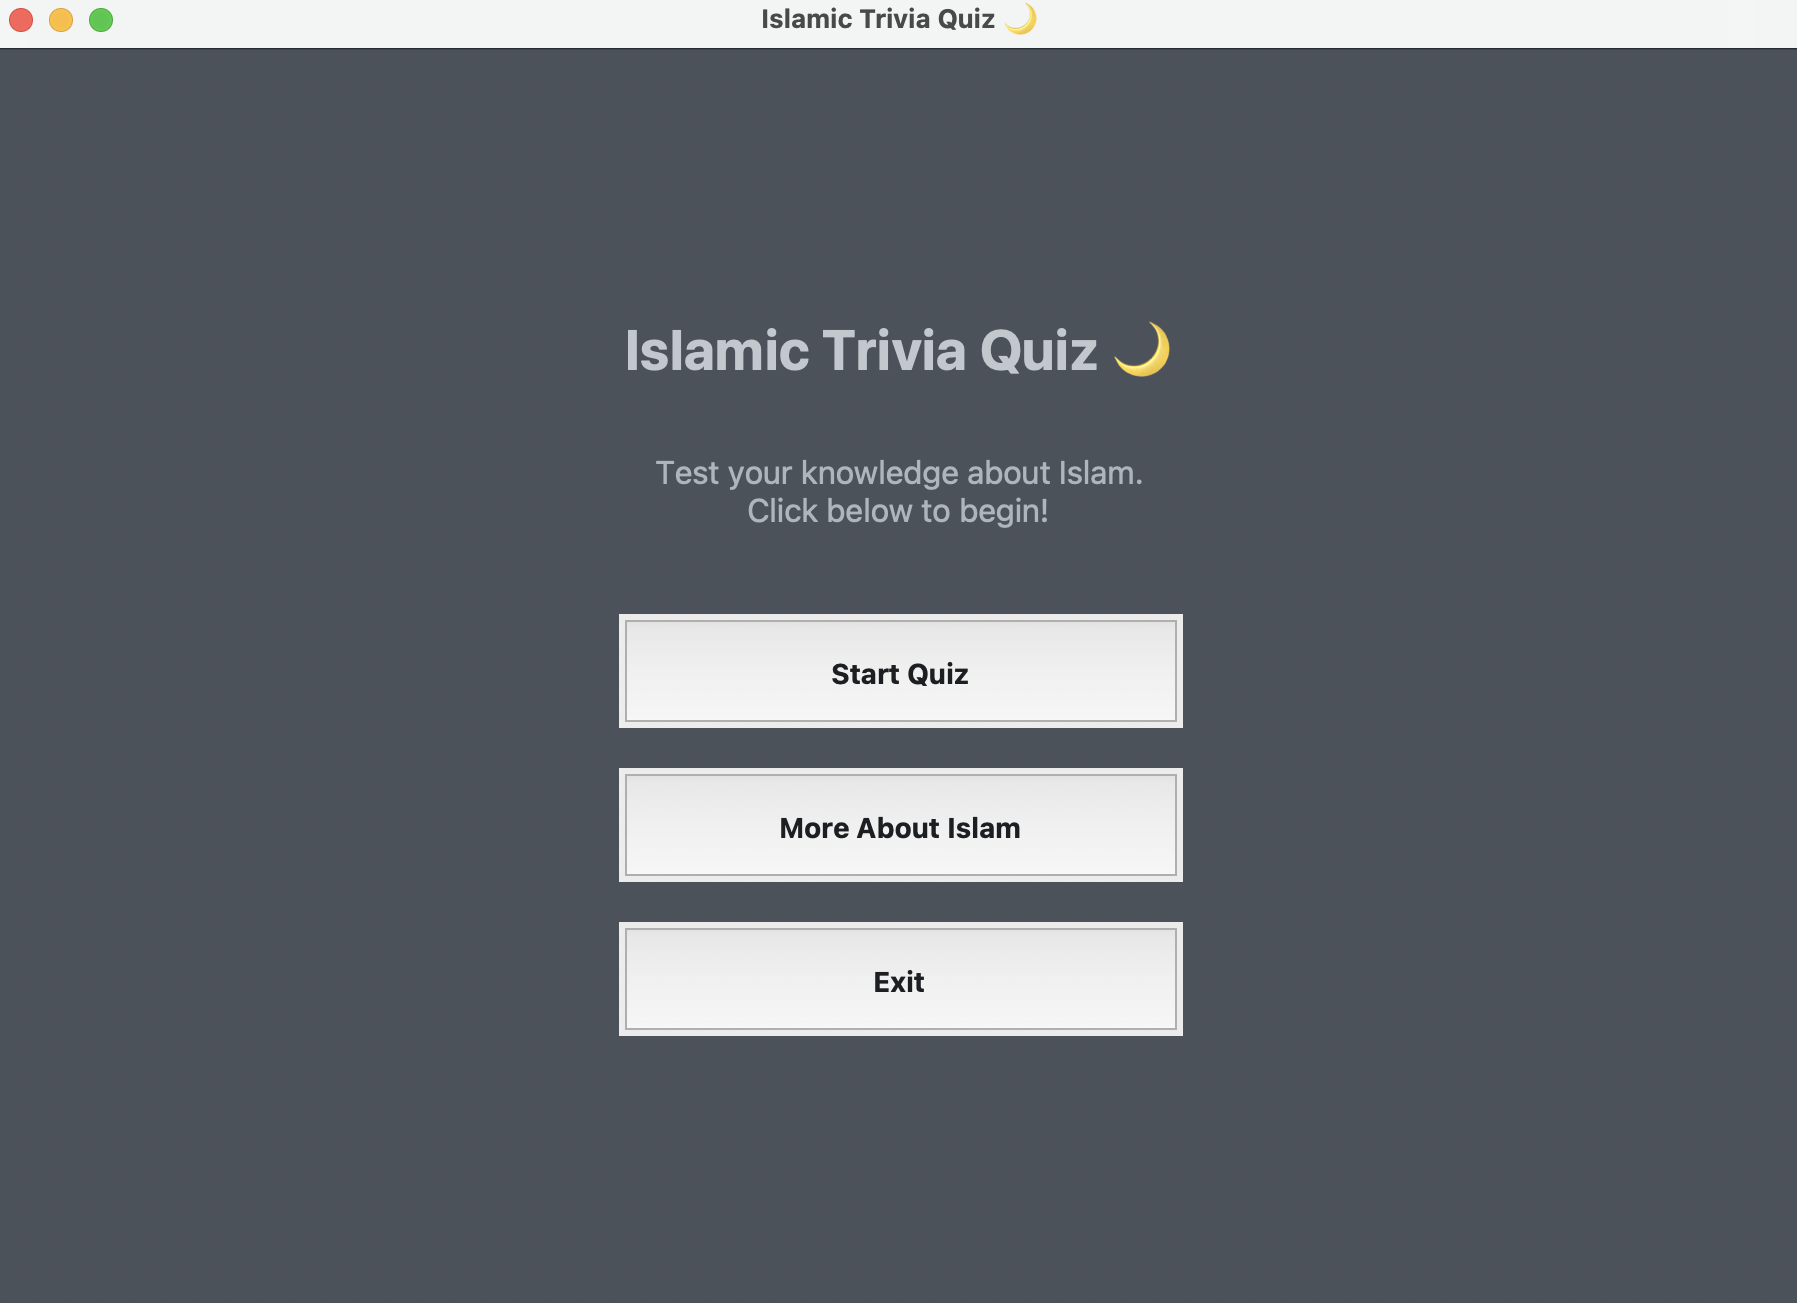 Islamic Trivia Quiz 🌙
Islamic Trivia Quiz 🌙
Test your knowledge about Islam.
Click below to begin!
Start Quiz
More About Islam
Exit